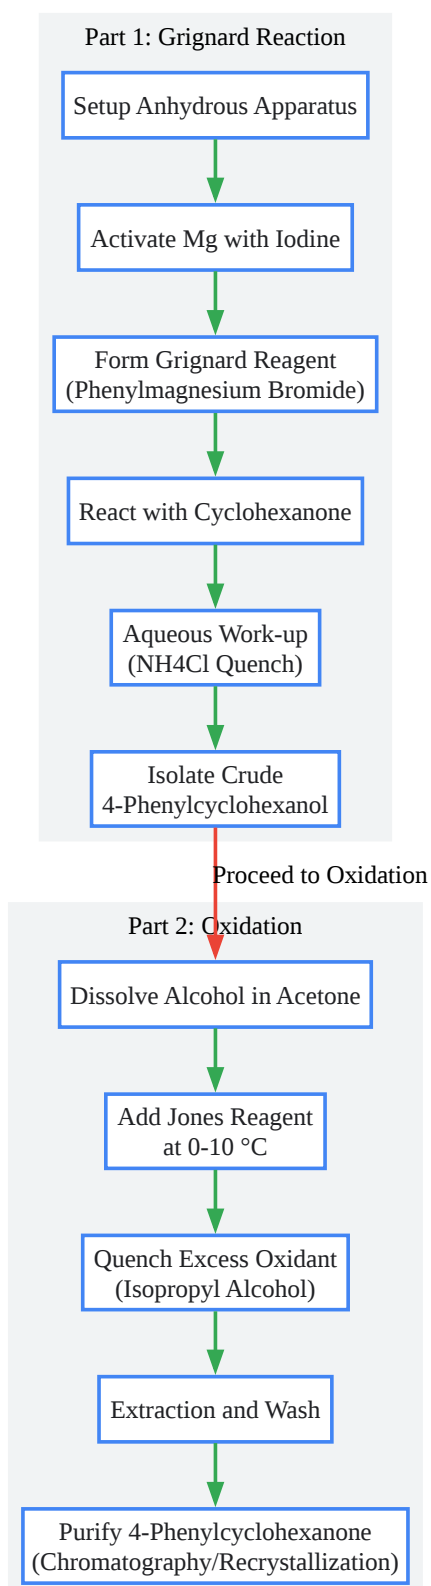 Part 1: Grignard Reaction
Setup Anhydrous Apparatus
Activate Mg with Iodine
Form Grignard Reagent
(Phenylmagnesium Bromide)
React with Cyclohexanone
Aqueous Work-up
(NH4Cl Quench)
Isolate Crude
4-Phenylcyclohexanol
Proceed to Oxidation
Part 2: Oxidation
Dissolve Alcohol in Acetone
Add Jones Reagent
at 0-10 °C
Quench Excess Oxidant
(Isopropyl Alcohol)
Extraction and Wash
Purify 4-Phenylcyclohexanone
(Chromatography/Recrystallization)